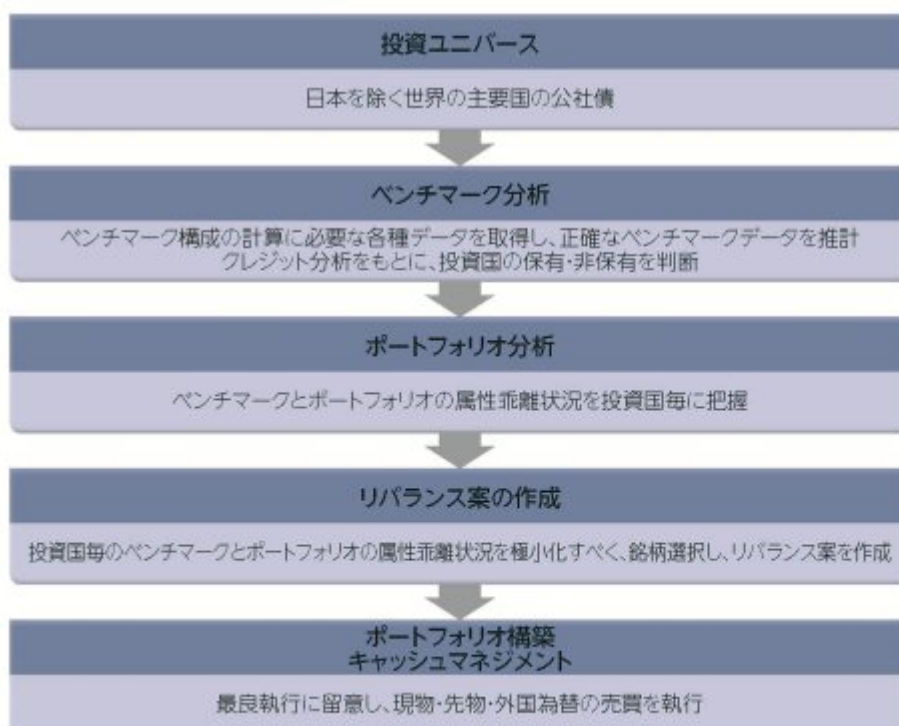 投資ユニバース
日本を除く世界の主要国の公社債
ベンチマーク分析
ベンチマーク構成の計算に必要な各種データを取得し、正確なベンチマークデータを推計
クレジット分析をもとに、投資国の保有・非保有を判断
ポートフォリオ分析
ベンチマークとポートフォリオの属性乖離状況を投資国毎に把握
リバランス案の作成
投資国毎のベンチマークとポートフォリオの属性乖離状況を極小化すべく、銘柄選択し、リバランス案を作成
ポートフォリオ構築
キャッシュマネジメント
最良執行に留意し、現物・先物・外国為替の売買を執行